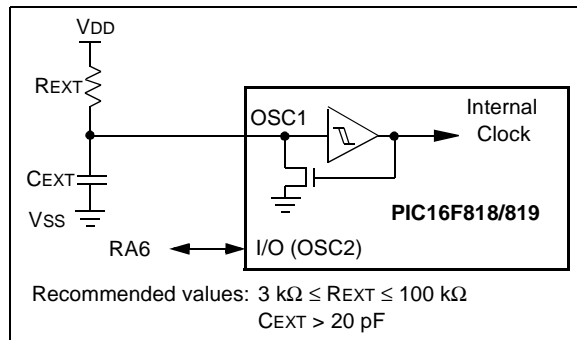 VDD
REXT
OSC1
Internal
Clock
CEXT
VSS
PIC16F818/819
RA6
I/O (OSC2)
Recommended values: 3 kΩ ≤ REXT ≤ 100 kΩ
CEXT > 20 pF